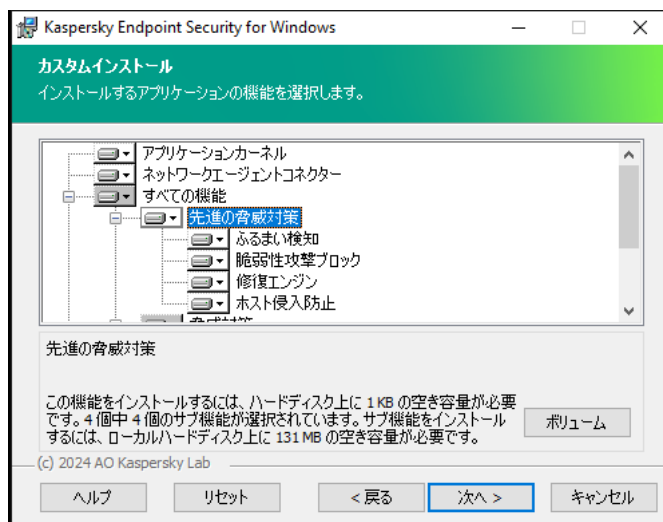 Kaspersky Endpoint Security for Windows
カスタムインストール
インストールするアプリケーションの機能を選択します。
アプリケーションカーネル
ネットワークエージェントコネクター
すべての機能
先進の脅威対策
ふるまい検知
脆弱性攻撃ブロック
修復エンジン
ホスト侵入防止
先進の脅威対策
この機能をインストールするには、ハードディスク上に 1 KB の空き容量が必要
です。4 個中 4 個のサブ機能が選択されています。サブ機能をインストール
するには、ローカルハードディスク上に 131 MB の空き容量が必要です。
ボリューム
(c) 2024 AO Kaspersky Lab
ヘルプ
リセット
< 戻る
次へ >
キャンセル